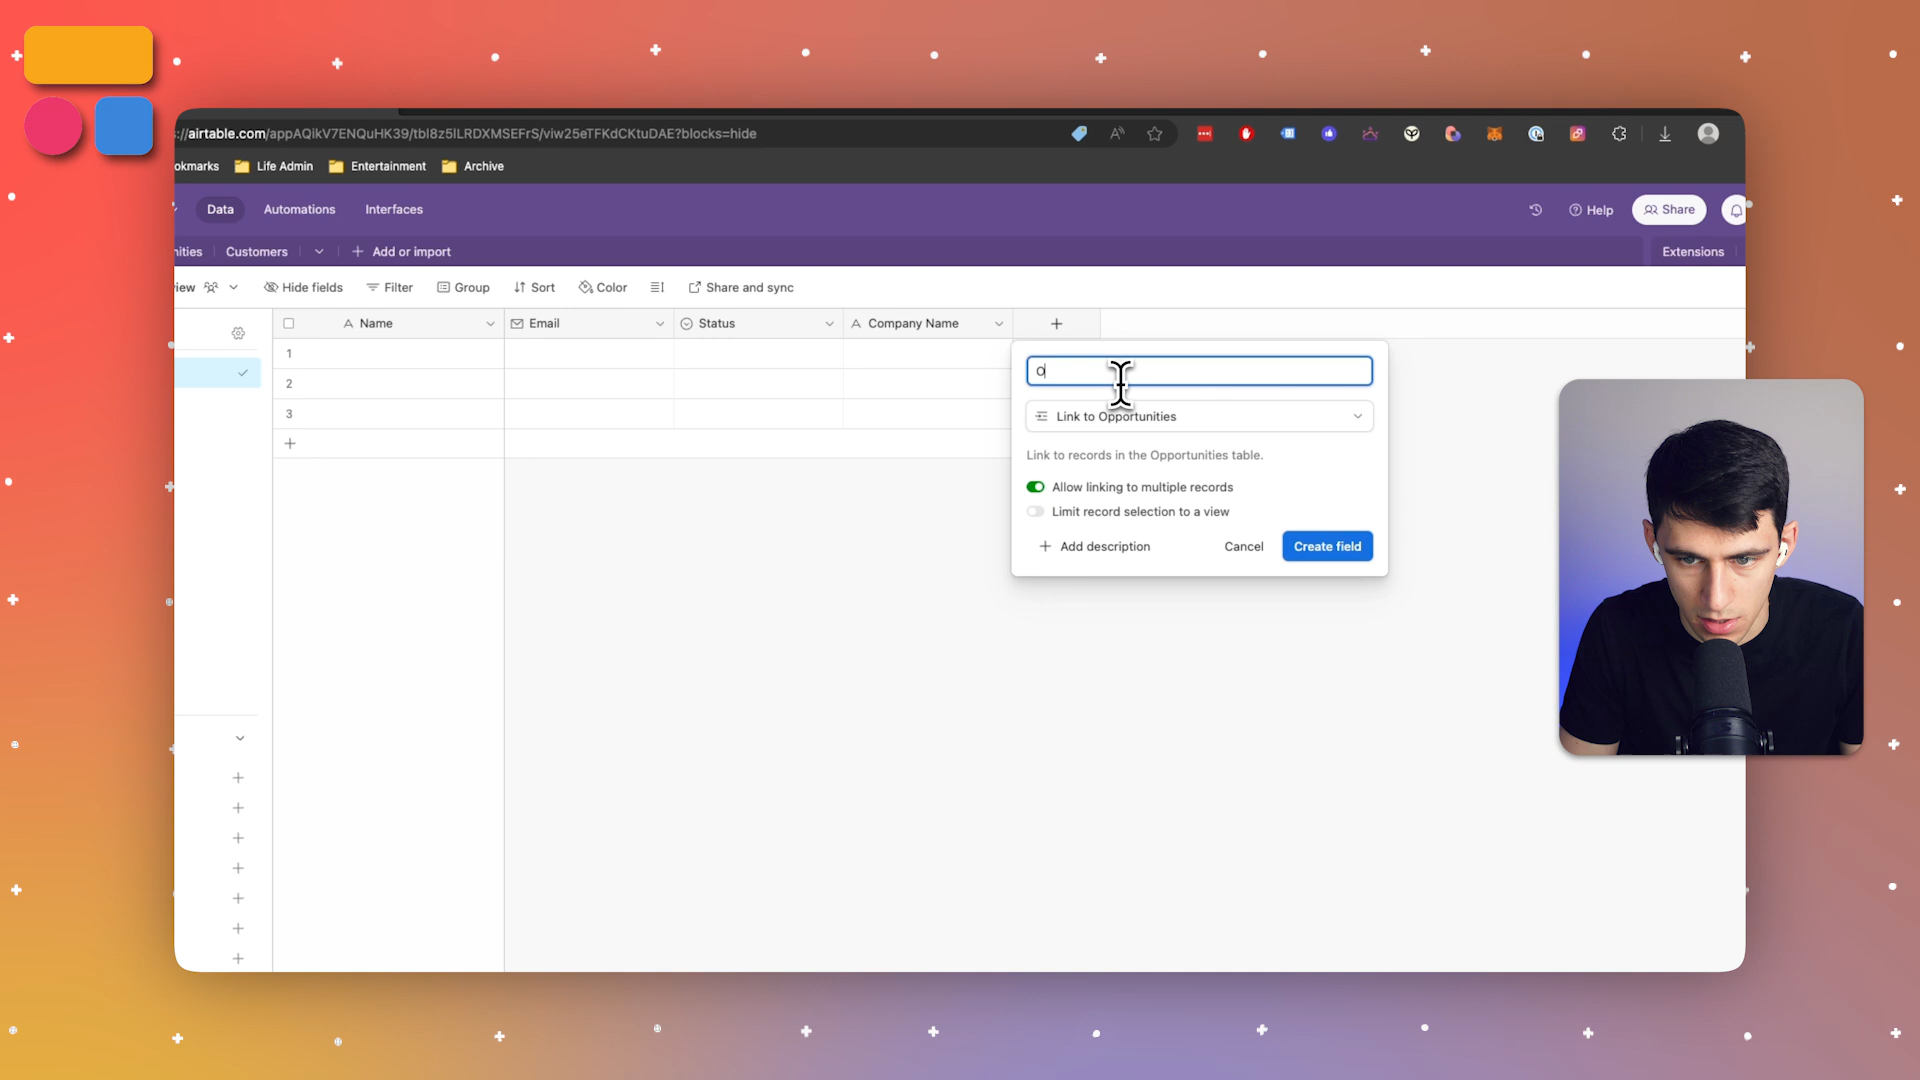 ://airtable.com/appAQikV7ENQuHK39/tbl8z5lLRDXMSEFrS/viw25eTFKdCKtuDAE?blocks=hide
okmarks Life Admin Entertainment Archive
Data Automations Interfaces Help Share
nities Customers Add or import Extensions
iew Hide fields Filter Group Sort Color Share and sync
Name Email Status Company Name
1
2
3
O
Link to Opportunities
Link to records in the Opportunities table.
Allow linking to multiple records
Limit record selection to a view
Add description Cancel Create field